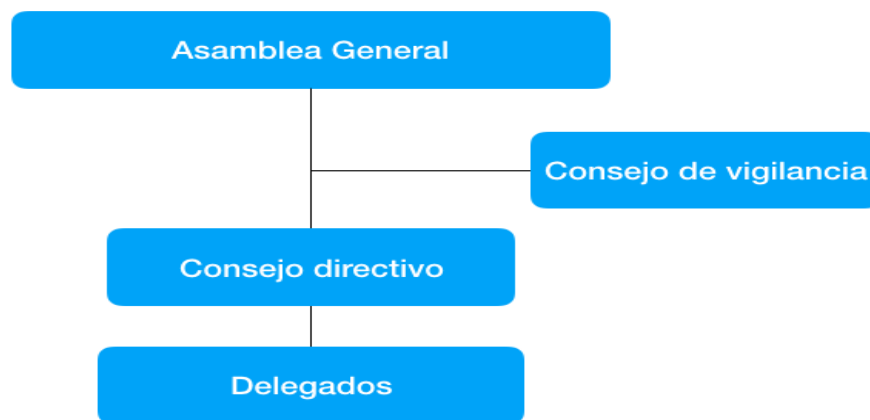 Asamblea General
Consejo de vigilancia
Consejo directivo
Delegados